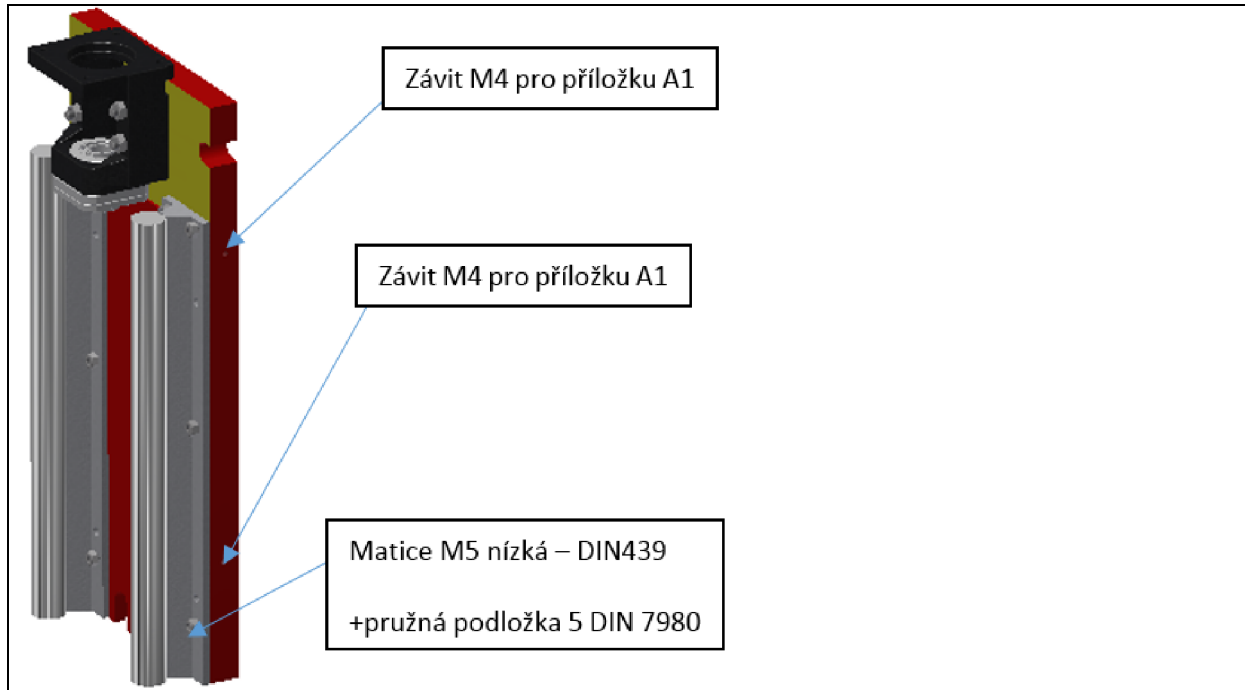 Závit M4 pro příložku A1
Závit M4 pro příložku A1
Matice M5 nízká – DIN439
+pružná podložka 5 DIN 7980